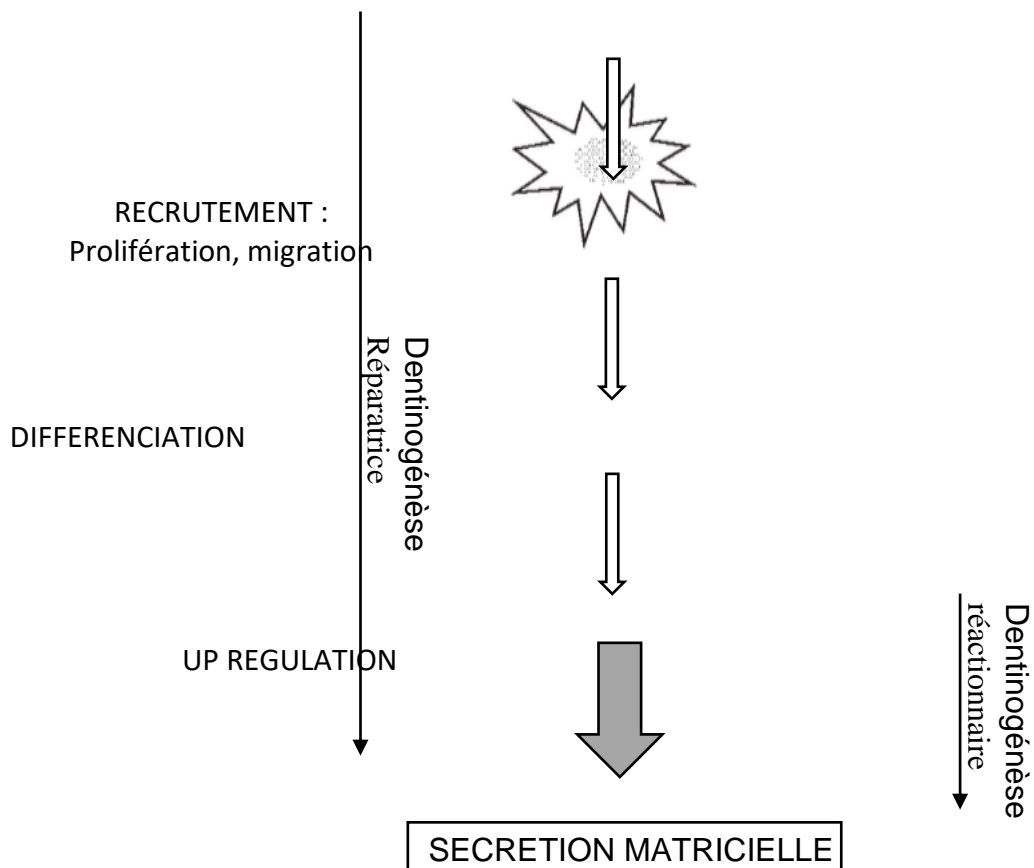 RECRUTEMENT :
Prolifération, migration
Dentinogénèse
Réparatrice
DIFFERENCIATION
UP REGULATION
Dentinogénèse
réactionnaire
SECRETION MATRICIELLE